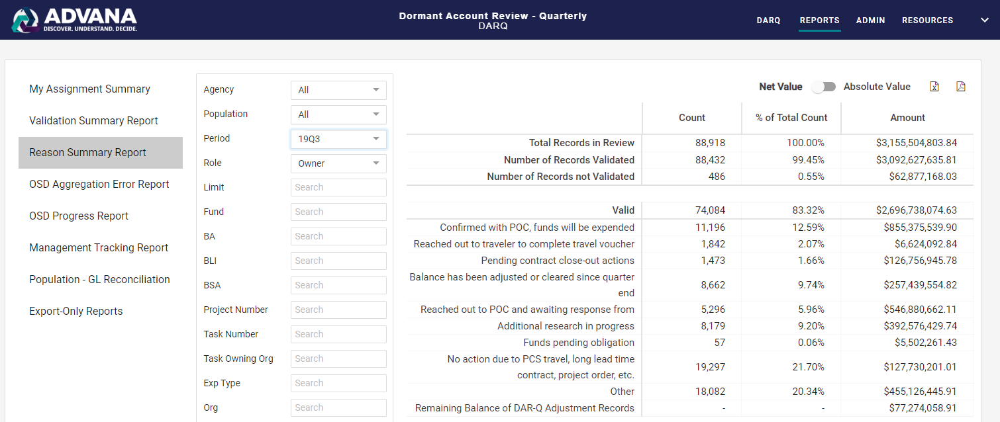 ADVANA
DISCOVER. UNDERSTAND. DECIDE.
Dormant Account Review - Quarterly
DARQ
DARQ REPORTS ADMIN RESOURCES
My Assignment Summary
Validation Summary Report
Reason Summary Report
OSD Aggregation Error Report
OSD Progress Report
Management Tracking Report
Population - GL Reconciliation
Export-Only Reports
Agency All
Population All
Period 19Q3
Role Owner
Limit Search
Fund Search
BA Search
BLI Search
BSA Search
Project Number Search
Task Number Search
Task Owning Org Search
Exp Type Search
Org Search
Net Value Absolute Value
Count % of Total Count Amount
Total Records in Review 88,918 100.00% $3,155,504,803.84
Number of Records Validated 88,432 99.45% $3,092,627,635.81
Number of Records not Validated 486 0.55% $62,877,168.03
Valid 74,084 83.32% $2,696,738,074.63
Confirmed with POC, funds will be expended 11,196 12.59% $855,375,539.90
Reached out to traveler to complete travel voucher 1,842 2.07% $6,624,092.84
Pending contract close-out actions 1,473 1.66% $126,756,945.78
Balance has been adjusted or cleared since quarter
end 8,662 9.74% $257,439,554.82
Reached out to POC and awaiting response from 5,296 5.96% $546,880,662.11
Additional research in progress 8,179 9.20% $392,576,429.74
Funds pending obligation 57 0.06% $5,502,261.43
No action due to PCS travel, long lead time
contract, project order, etc. 19,297 21.70% $127,730,201.01
Other 18,082 20.34% $455,126,445.91
Remaining Balance of DAR-Q Adjustment Records - - $77,274,058.91